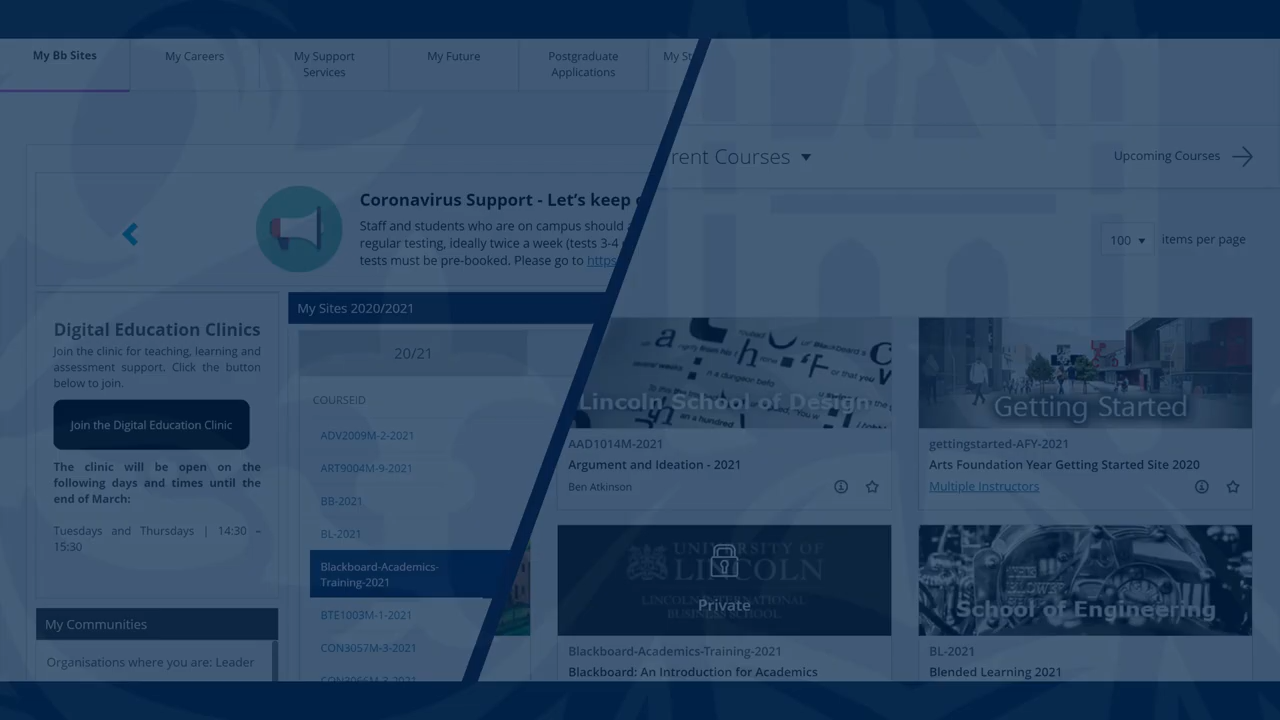 My Bb Sites
My Careers
My Support
Services
My Future
Postgraduate
Applications
My St
Coronavirus Support - Let's keep
Staff and students who are on campus should
regular testing, ideally twice a week (tests 3-4
tests must be pre-booked. Please go to https
Digital Education Clinics
Join the clinic for teaching, learning and
assessment support. Click the button
below to join.
Join the Digital Education Clinic
The clinic will be open on the
following days and times until the
end of March:
Tuesdays and Thursdays | 14:30 –
15:30
My Communities
Organisations where you are: Leader
My Sites 2020/2021
20/21
COURSEID
ADV2009M-2-2021
ART9004M-9-2021
BB-2021
BL-2021
Blackboard-Academics-
Training-2021
BTE1003M-1-2021
CON3057M-3-2021
rent Courses
Upcoming Courses
100
items per page
Lincoln School of Design
AAD1014M-2021
Argument and Ideation - 2021
Ben Atkinson
Getting Started
gettingstarted-AFY-2021
Arts Foundation Year Getting Started Site 2020
Multiple Instructors
UNIVERSITY OF
LINCOLN
LINCOLN INTERNATIONAL
BUSINESS SCHOOL
Private
Blackboard-Academics-Training-2021
Blackboard: An Introduction for Academics
School of Engineering
BL-2021
Blended Learning 2021